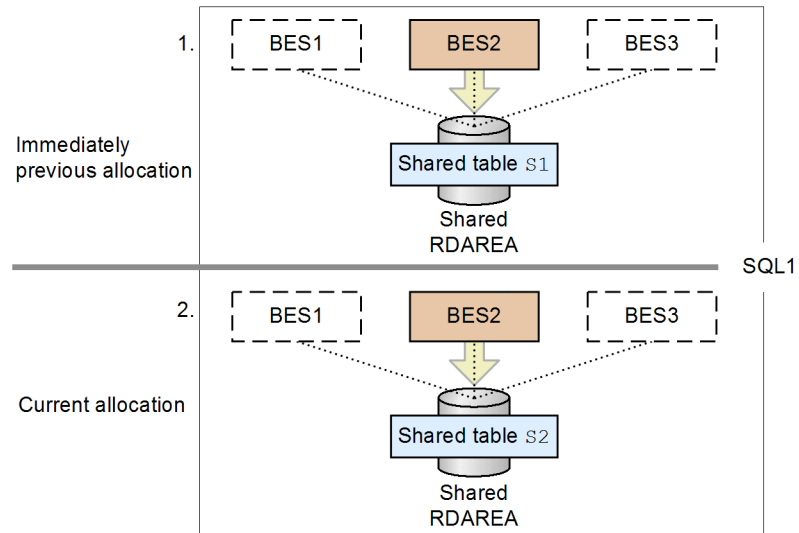 1.
BES1
BES2
BES3
Immediately
previous allocation
Shared table S1
Shared
RDAREA
SQL1
2.
BES1
BES2
BES3
Current allocation
Shared table S2
Shared
RDAREA